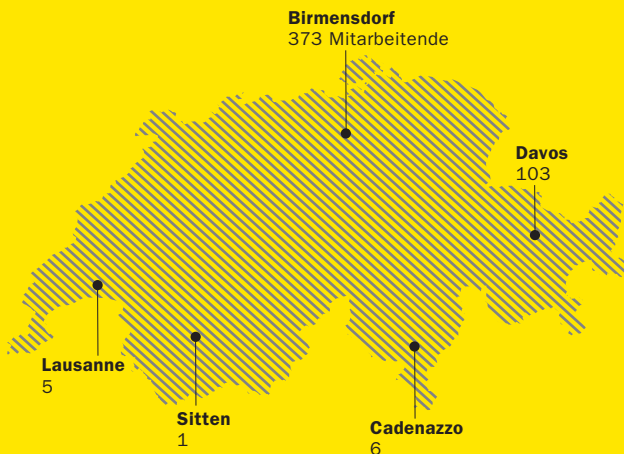 Birmensdorf
373 Mitarbeitende
Davos
103
Lausanne
5
Sitten
1
Cadenazzo
6